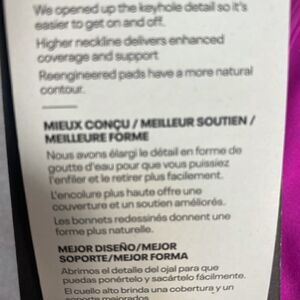 We opened up the keyhole detail so it's
easier to get on and off.
Higher neckline delivers enhanced
coverage and support
Reengineered pads have a more natural
contour.
MIEUX CONÇU / MEILLEUR SOUTIEN /
MEILLEURE FORME
Nous avons élargi le détail en forme de
goutte d'eau pour que vous puissiez
l'enfiler et le retirer plus facilement.
L'encolure plus haute offre une
couverture et un soutien améliorés.
Les bonnets redessinés donnent une
forme plus naturelle.
MEJOR DISEÑO/MEJOR
SOPORTE/MEJOR FORMA
Abrimos el detalle del ojal para que
puedas ponértelo y sacártelo fácilmente.
El cuello alto brinda una cobertura y un
soporte mejorados